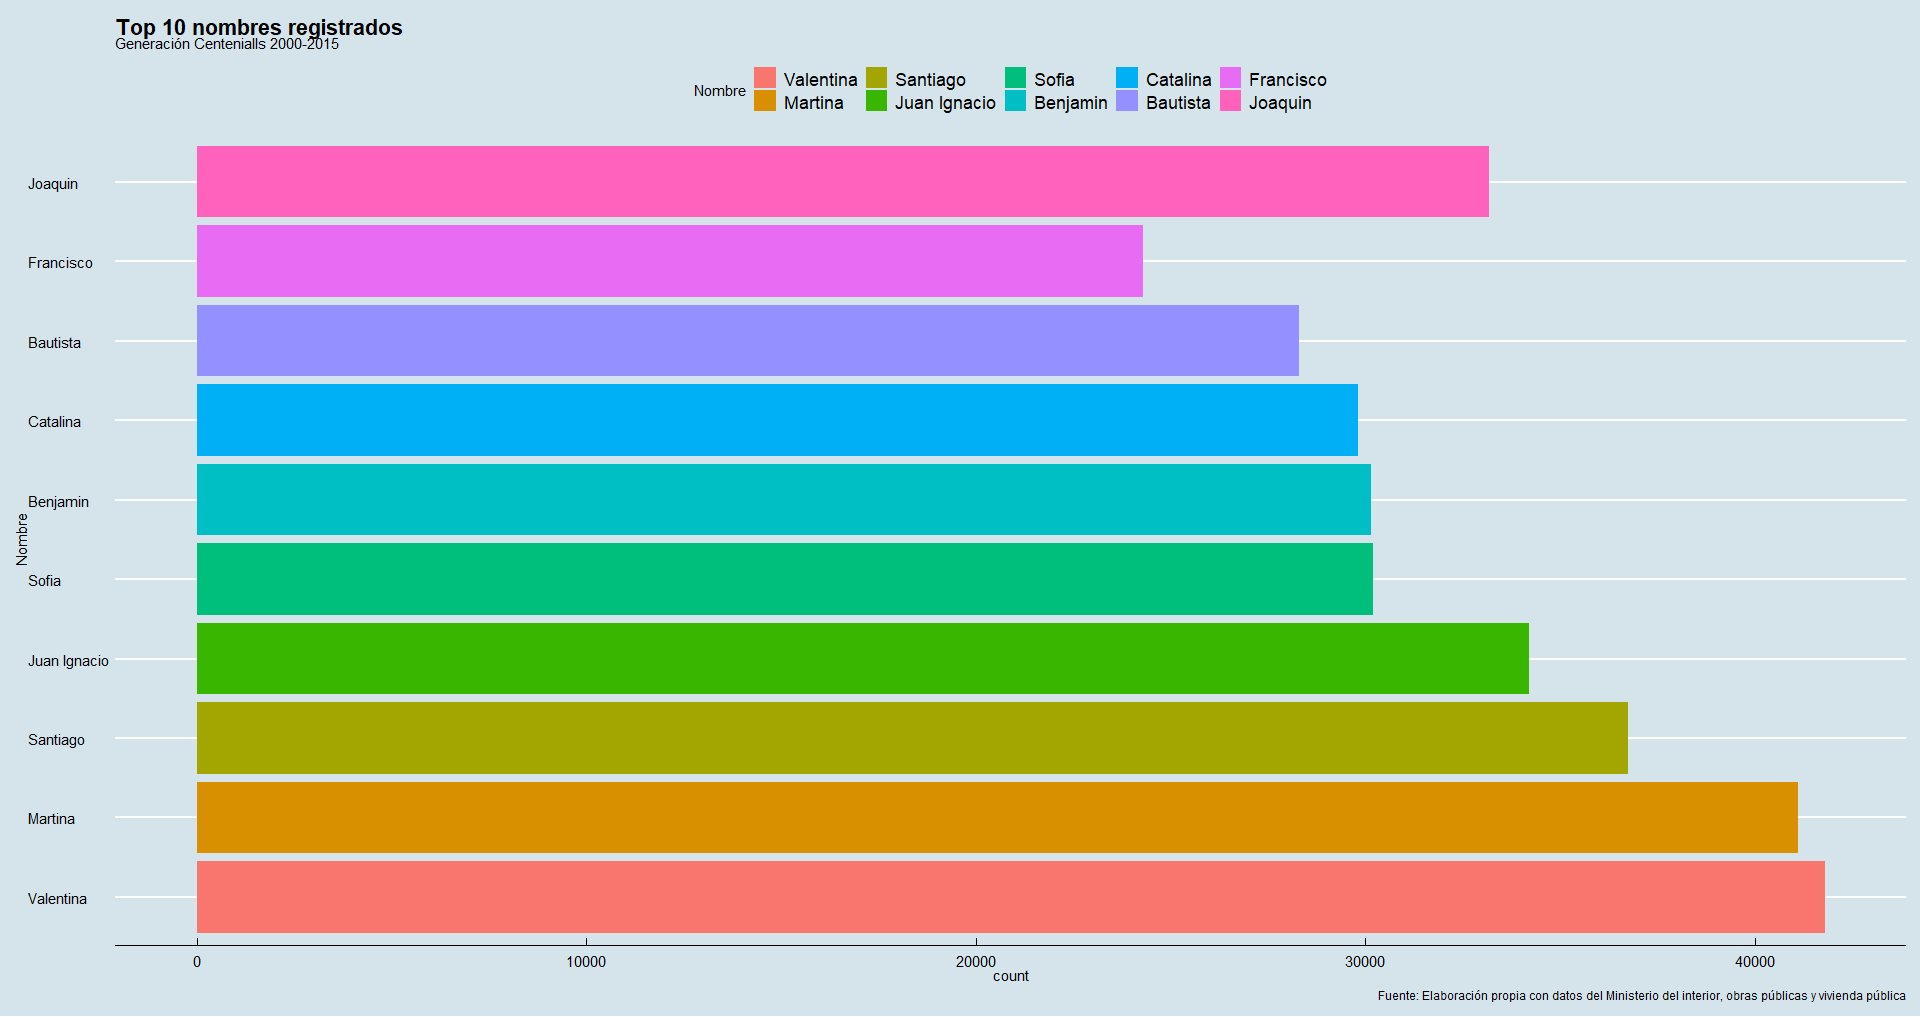 Top 10 nombres registrados
Generación Centenialls 2000-2015
Nombre
Valentina Santiago Sofia Catalina Francisco
Martina Juan Ignacio Benjamin Bautista Joaquin
Joaquin
Francisco
Bautista
Catalina
Benjamin
Nombre
Sofia
Juan Ignacio
Santiago
Martina
Valentina
0 10000 20000 30000 40000
count
Fuente: Elaboración propia con datos del Ministerio del interior, obras públicas y vivienda pública